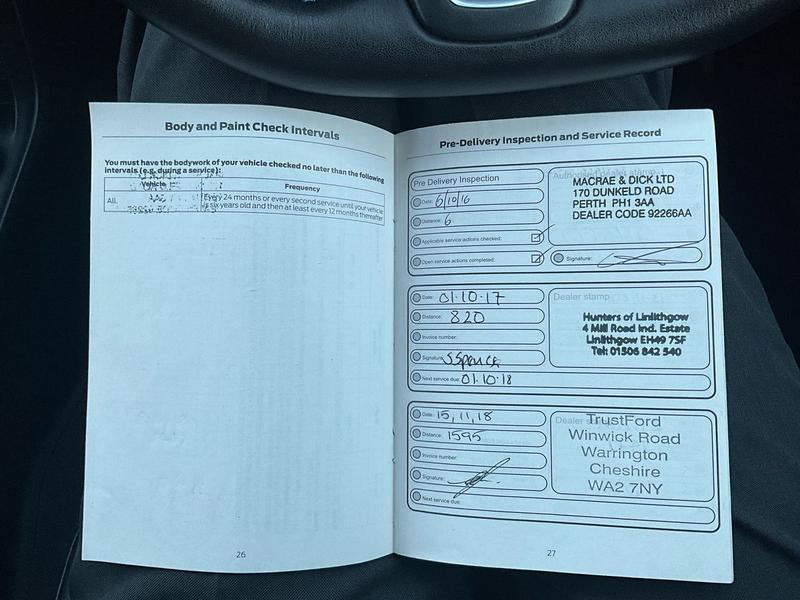 Body and Paint Check Intervals
You must have the bodywork of your vehicle checked no later than the following
intervals (e.g. during a service):
Vehicle
Frequency
All.
Every 24 months or every second service until your vehicle
is six years old and then at least every 12 months thereafter
26
Pre-Delivery Inspection and Service Record
Pre Delivery Inspection
Date: 6/10/16
Distance: 6
Applicable service actions checked:
Open service actions completed:
Authorised dealer stamp
MACRAE & DICK LTD
170 DUNKELD ROAD
PERTH PH1 3AA
DEALER CODE 92266AA
Signature:
Date: 01.10.17
Distance: 820
Invoice number:
Signature: SSpence
Next service due: 01.10.18
Dealer stamp
Hunters of Linlithgow
4 Mill Road Ind. Estate
Linlithgow EH49 7SF
Tel: 01506 842 540
Date: 15,11,18
Distance: 1595
Invoice number:
Signature:
Next service due:
Dealer
TrustFord
Winwick Road
Warrington
Cheshire
WA2 7NY
27